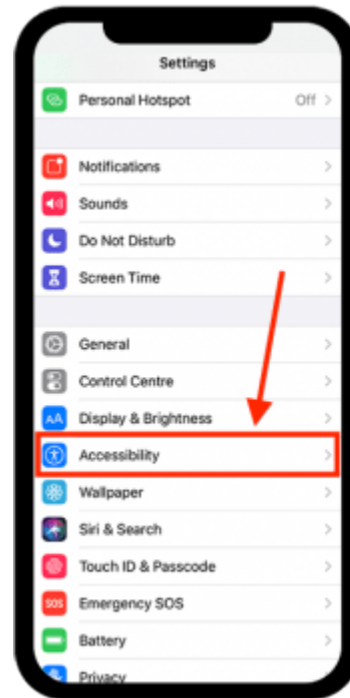 Settings
Personal Hotspot Off
Notifications
Sounds
Do Not Disturb
Screen Time
General
Control Centre
AA Display & Brightness
Accessibility
Wallpaper
Siri & Search
Touch ID & Passcode
SOS Emergency SOS
Battery
Privacy